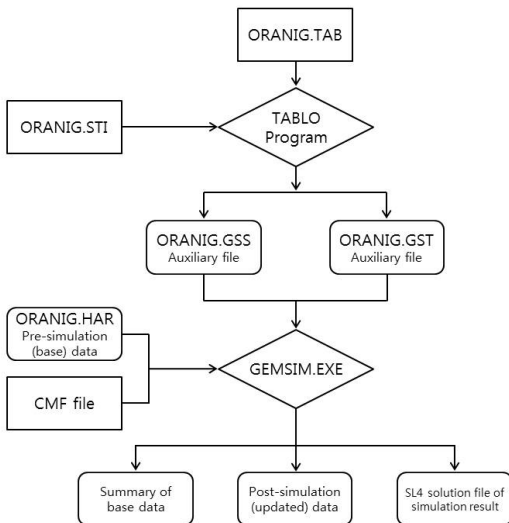 ORANIG.TAB
ORANIG.STI
TABLO
Program
ORANIG.GSS
Auxiliary file
ORANIG.GST
Auxiliary file
ORANIG.HAR
Pre-simulation
(base) data
CMF file
GEMSIM.EXE
Summary of
base data
Post-simulation
(updated) data
SL4 solution file of
simulation result